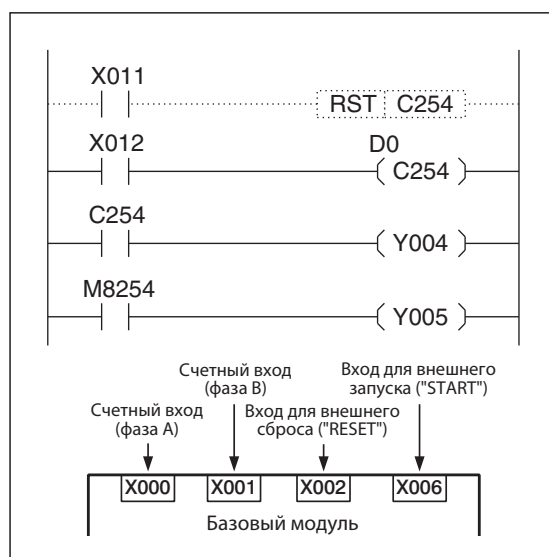 X011
RST C254
X012 D0
C254
C254
Y004
M8254
Y005
Счетный вход
(фаза B)
Вход для внешнего
запуска ("START")
Счетный вход
(фаза A)
Вход для внешнего
сброса ("RESET")
X000 X001 X002 X006
Базовый модуль